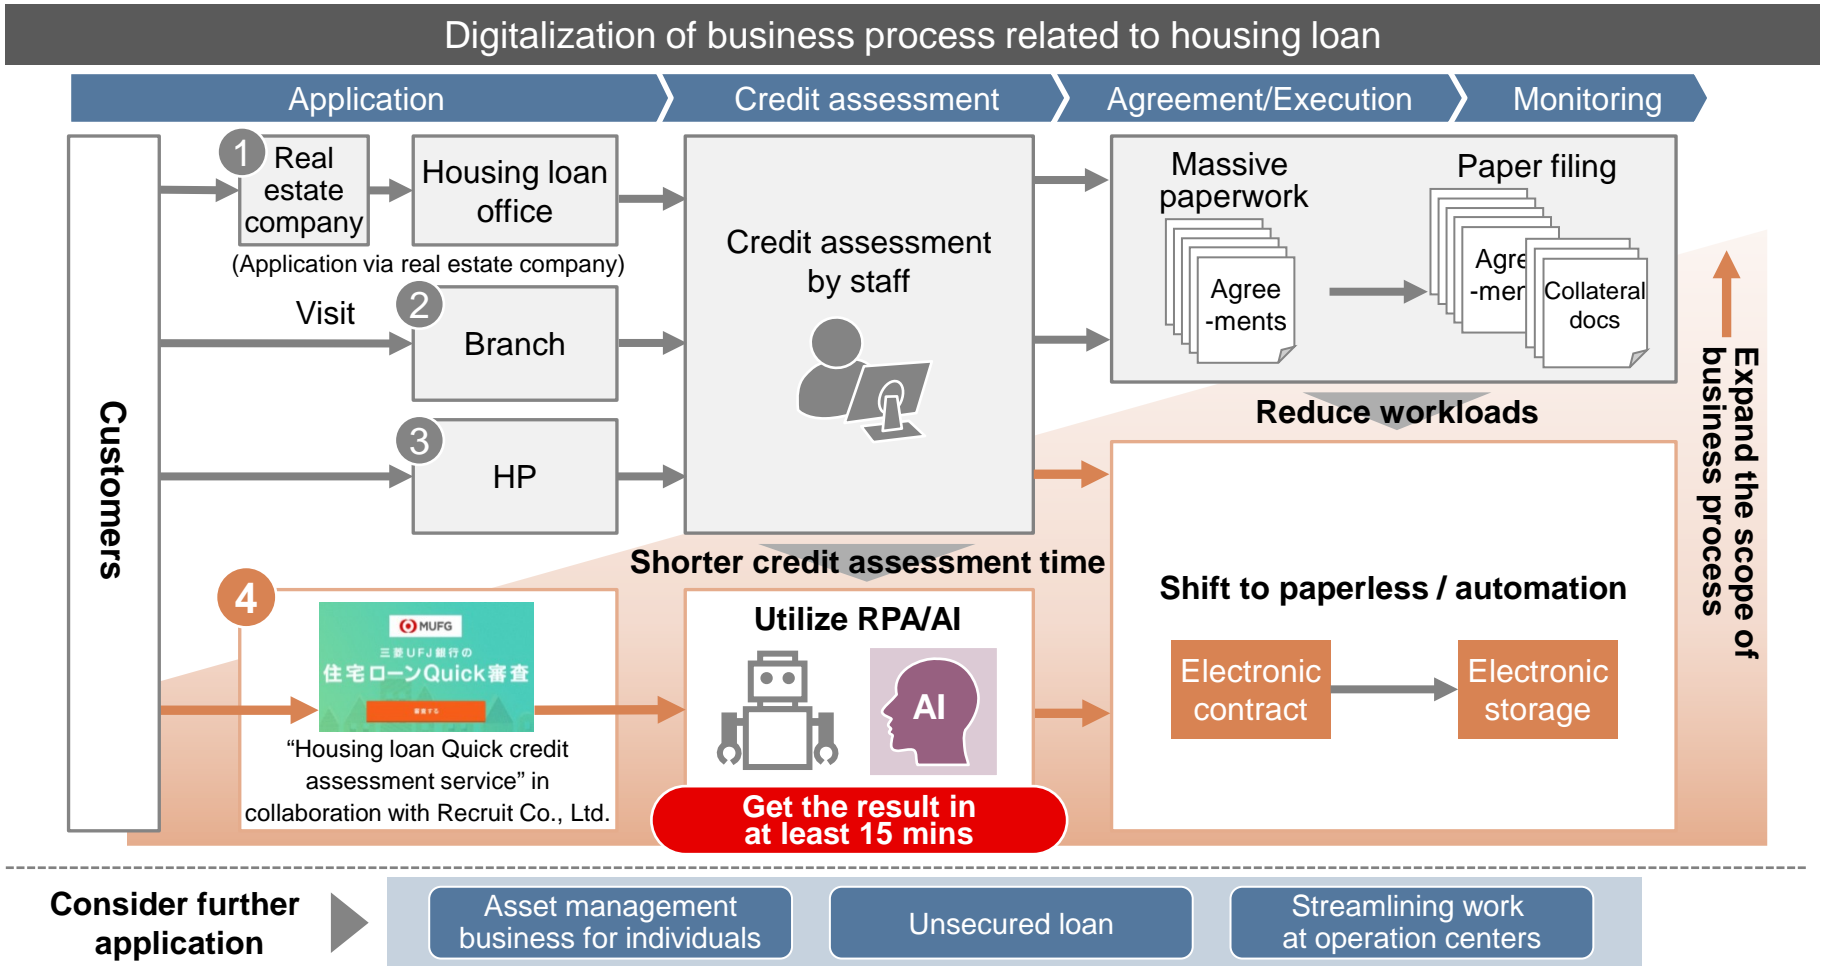 Digitalization of business process related to housing loan
Application
Credit assessment
Agreement/Execution
Monitoring
Customers
1
Real
estate
company
Housing loan
office
(Application via real estate company)
Visit
2
Branch
3
HP
Credit assessment
by staff
Massive
paperwork
Agree
-ments
Paper filing
Agre
-men
Collateral
docs
Reduce workloads
Shorter credit assessment time
Expand the scope of
business process
4
MUFG
三菱UFJ銀行の
住宅ローンQuick審査
“Housing loan Quick credit
assessment service” in
collaboration with Recruit Co., Ltd.
Utilize RPA/AI
AI
Get the result in
at least 15 mins
Shift to paperless / automation
Electronic
contract
Electronic
storage
Consider further
application
Asset management
business for individuals
Unsecured loan
Streamlining work
at operation centers